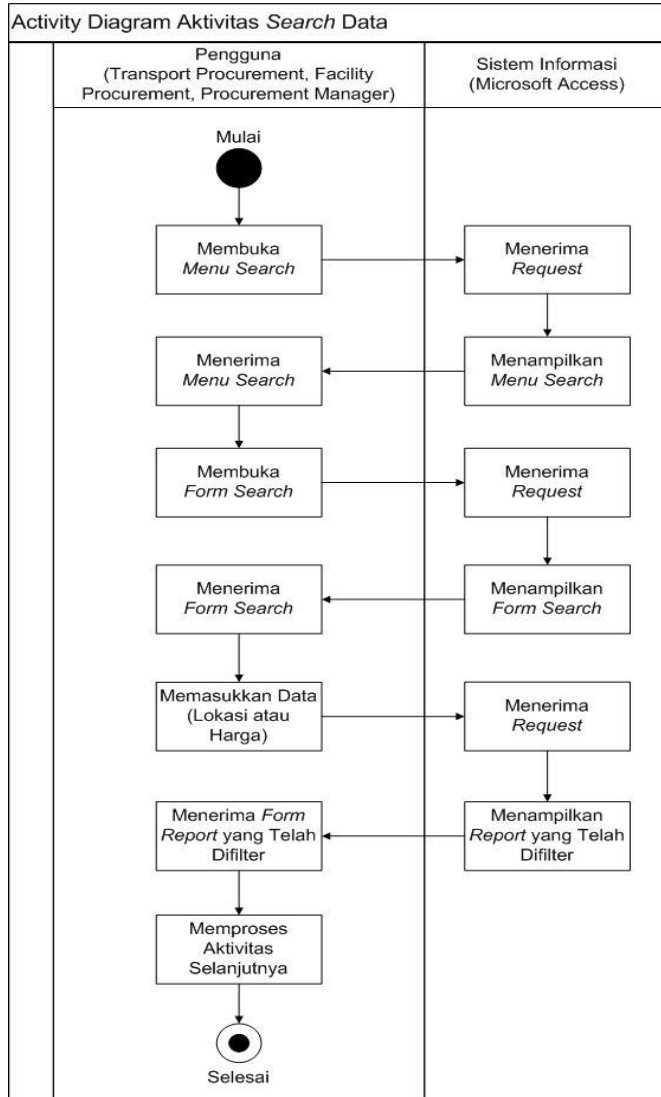 Activity Diagram Aktivitas Search Data
Pengguna
(Transport Procurement, Facility
Procurement, Procurement Manager)
Sistem Informasi
(Microsoft Access)
Mulai
Membuka
Menu Search
Menerima
Request
Menerima
Menu Search
Menampilkan
Menu Search
Membuka
Form Search
Menerima
Request
Menerima
Form Search
Menampilkan
Form Search
Memasukkan Data
(Lokasi atau
Harga)
Menerima
Request
Menerima Form
Report yang Telah
Difilter
Menampilkan
Report yang Telah
Difilter
Memproses
Aktivitas
Selanjutnya
Selesai